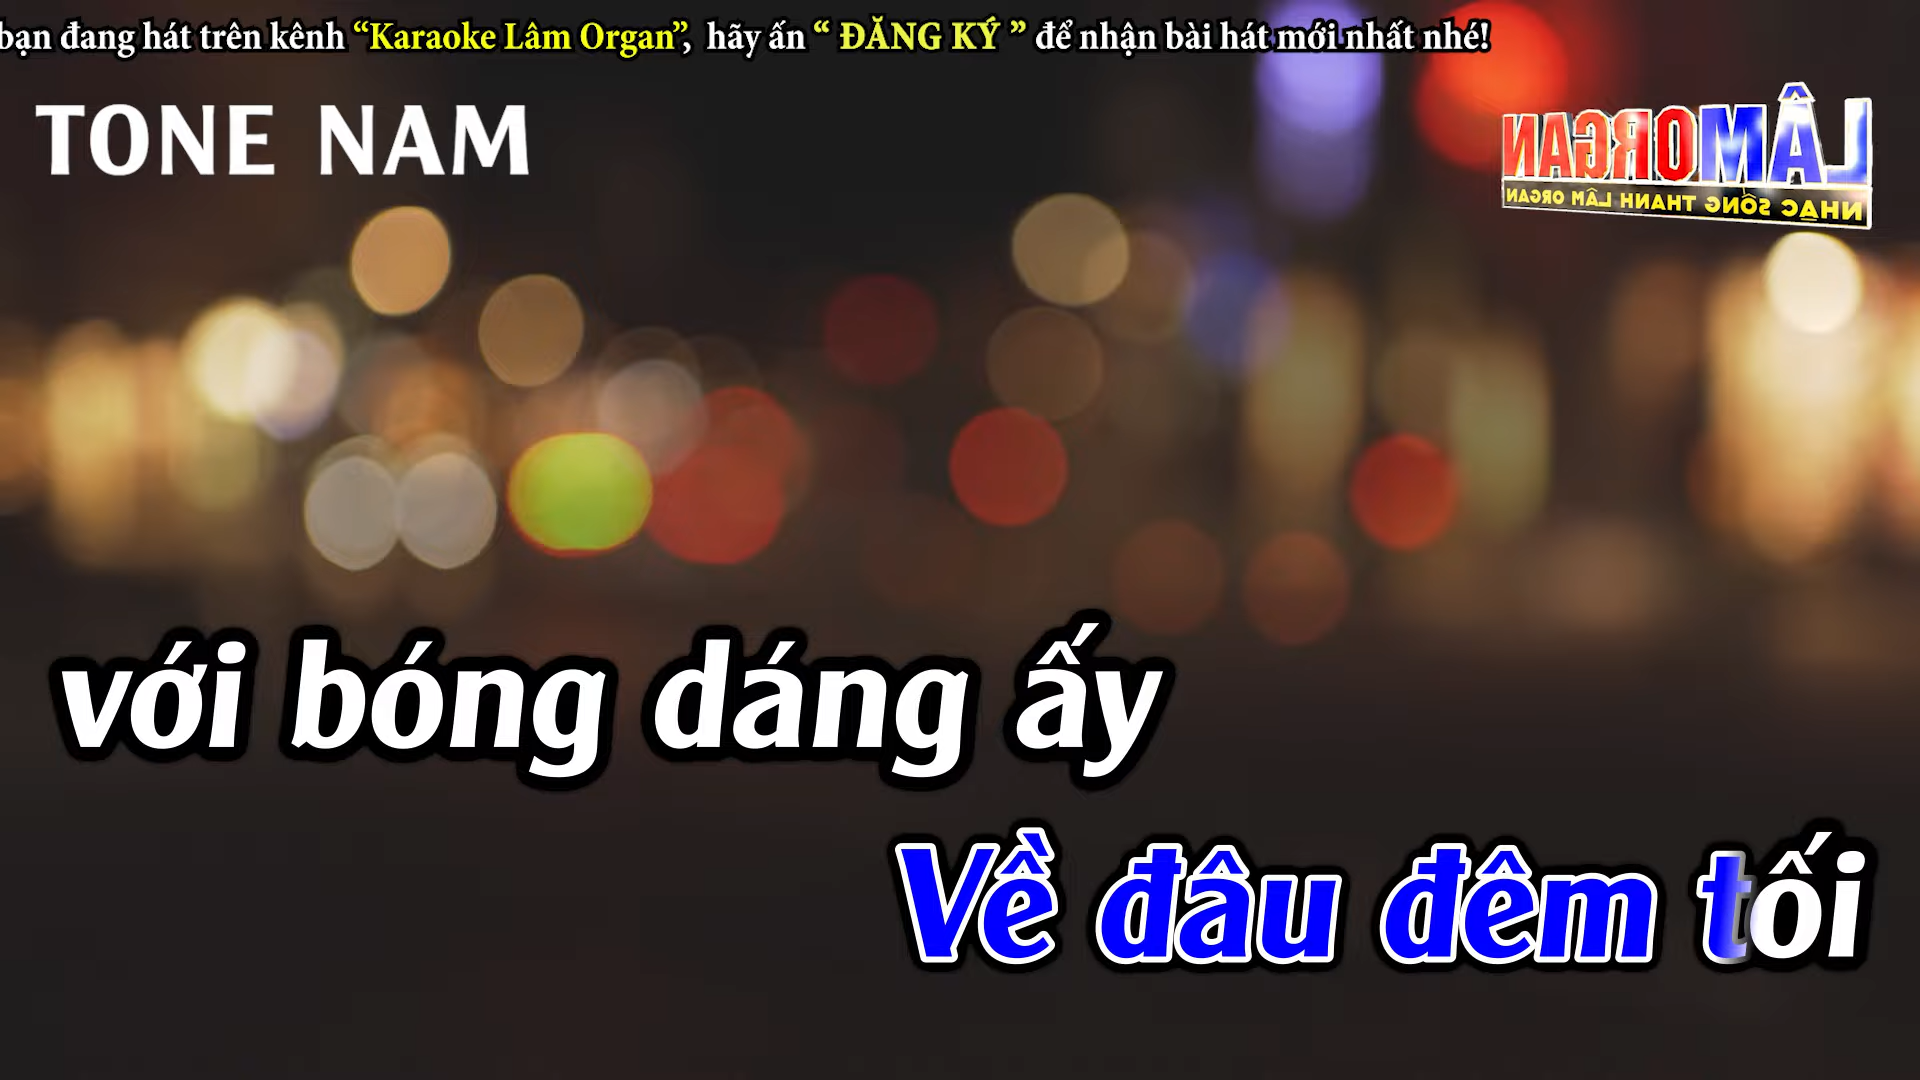 bạn đang hát trên kênh “Karaoke Lâm Organ”, hãy ấn “ ĐĂNG KÝ ” để nhận bài hát mới nhất nhé!
TONE NAM
LÂM ORGAN
NHẠC SỐNG THANH LÂM ORGAN
với bóng dáng ấy
Về đâu đêm tối